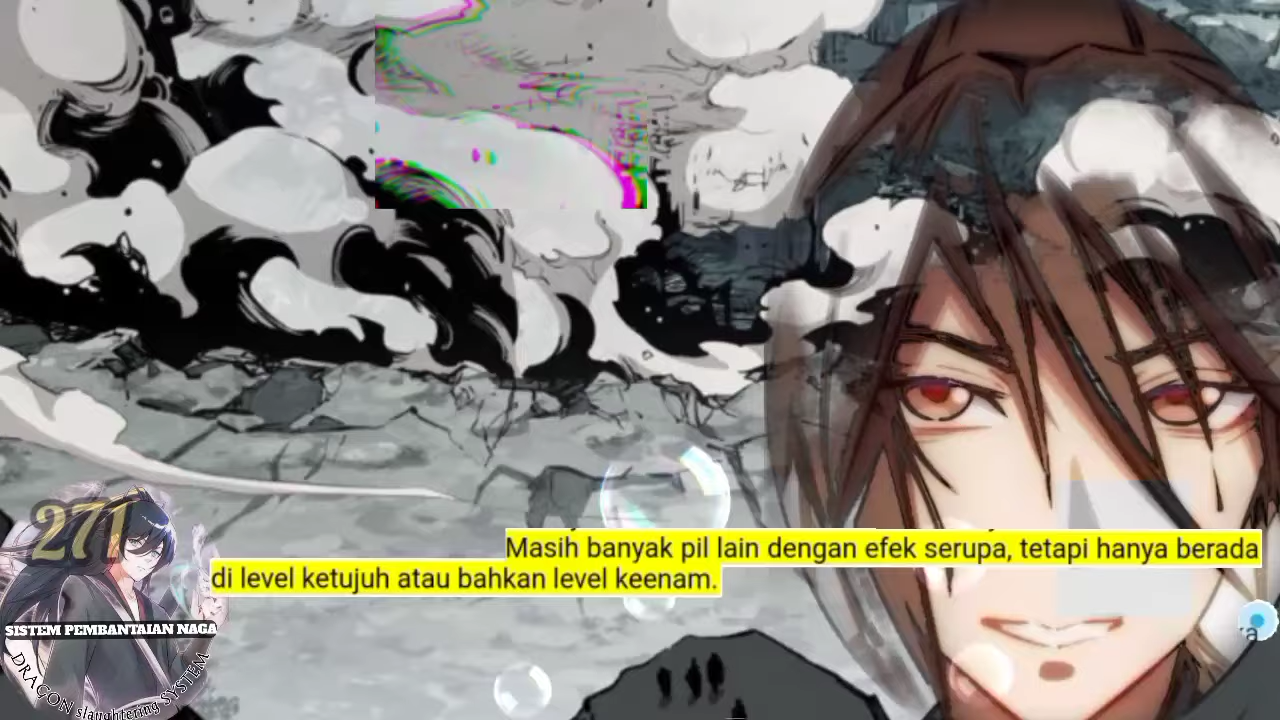 Masih banyak pil lain dengan efek serupa, tetapi hanya berada
di level ketujuh atau bahkan level keenam.
271
SISTEM PEMBANTAIAN NAGA
DRAGON slaughtering SYSTEM